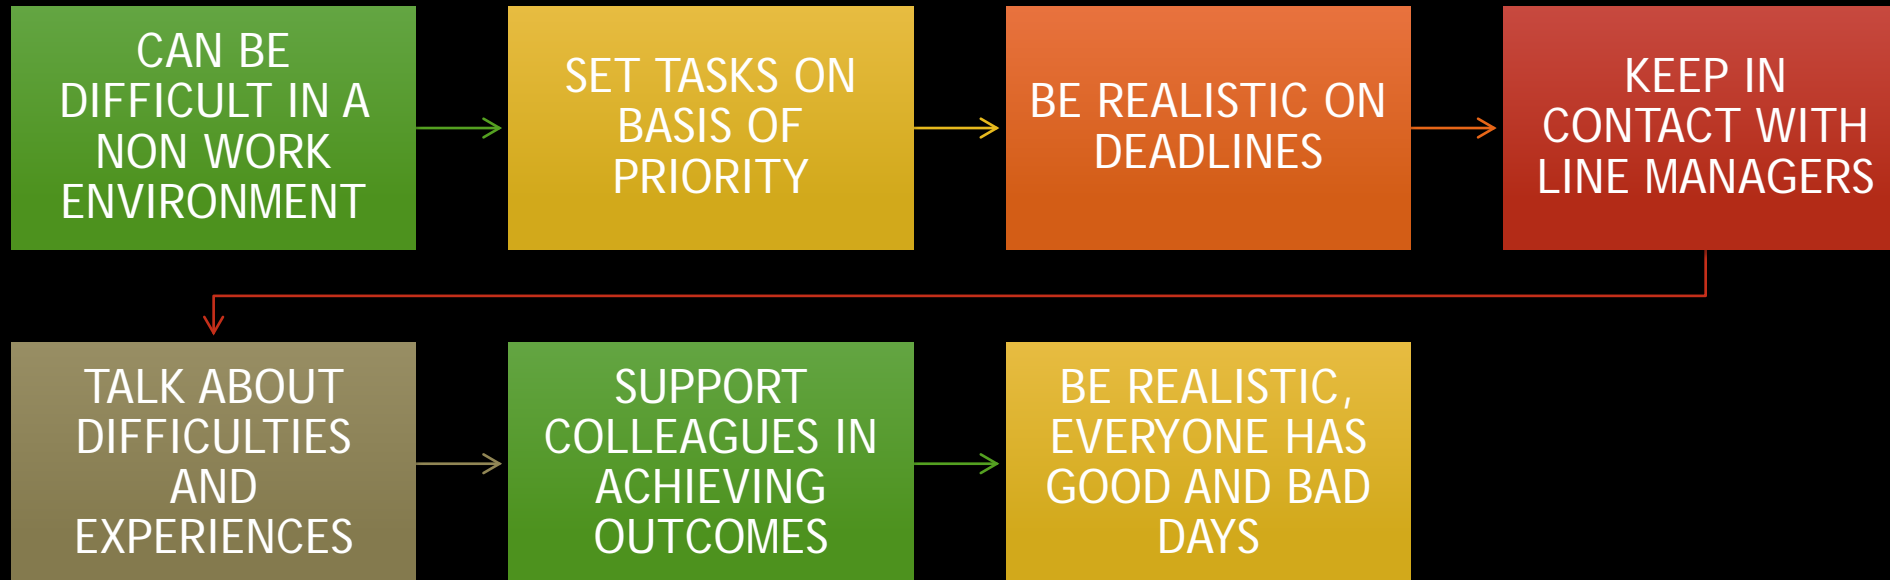 CAN BE
DIFFICULT IN A
NON WORK
ENVIRONMENT
SET TASKS ON
BASIS OF
PRIORITY
BE REALISTIC ON
DEADLINES
KEEP IN
CONTACT WITH
LINE MANAGERS
TALK ABOUT
DIFFICULTIES
AND
EXPERIENCES
SUPPORT
COLLEAGUES IN
ACHIEVING
OUTCOMES
BE REALISTIC,
EVERYONE HAS
GOOD AND BAD
DAYS